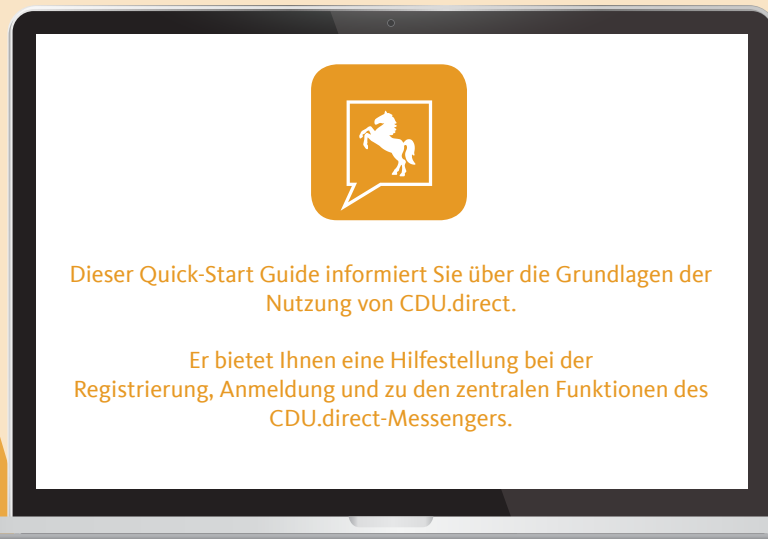 Dieser Quick-Start Guide informiert Sie über die Grundlagen der
Nutzung von CDU.direct.
Er bietet Ihnen eine Hilfestellung bei der
Registrierung, Anmeldung und zu den zentralen Funktionen des
CDU.direct-Messengers.